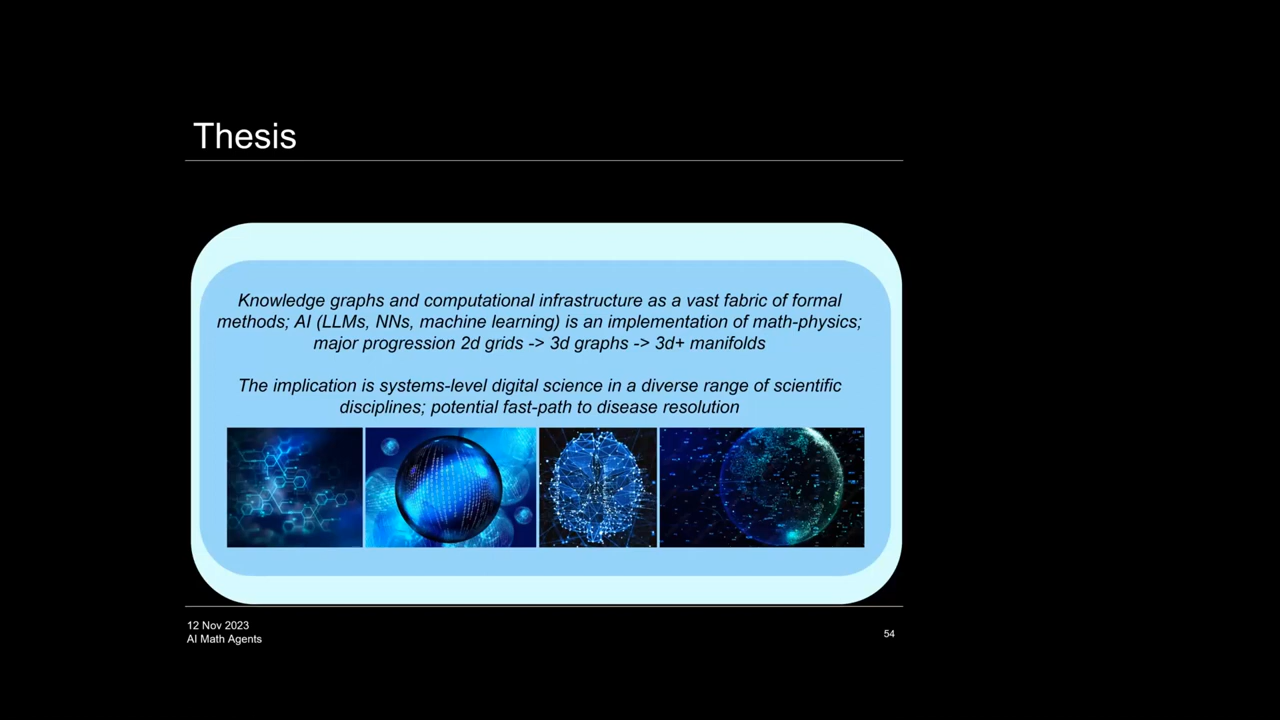 Thesis
Knowledge graphs and computational infrastructure as a vast fabric of formal
methods; AI (LLMs, NNs, machine learning) is an implementation of math-physics;
major progression 2d grids -> 3d graphs -> 3d+ manifolds
The implication is systems-level digital science in a diverse range of scientific
disciplines; potential fast-path to disease resolution
12 Nov 2023
AI Math Agents
54